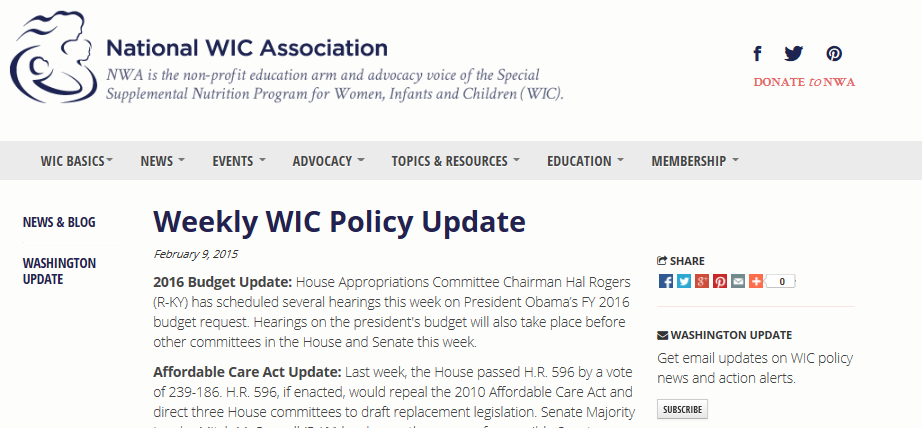 National WIC Association
NWA is the non-profit education arm and advocacy voice of the Special
Supplemental Nutrition Program for Women, Infants and Children (WIC).
DONATE to NWA
WIC BASICS NEWS EVENTS ADVOCACY TOPICS & RESOURCES EDUCATION MEMBERSHIP
NEWS & BLOG
WASHINGTON
UPDATE
Weekly WIC Policy Update
February 9, 2015
2016 Budget Update: House Appropriations Committee Chairman Hal Rogers
(R-KY) has scheduled several hearings this week on President Obama's FY 2016
budget request. Hearings on the president's budget will also take place before
other committees in the House and Senate this week.
Affordable Care Act Update: Last week, the House passed H.R. 596 by a vote
of 239-186. H.R. 596, if enacted, would repeal the 2010 Affordable Care Act and
direct three House committees to draft replacement legislation. Senate Majority
SHARE
0
WASHINGTON UPDATE
Get email updates on WIC policy
news and action alerts.
SUBSCRIBE